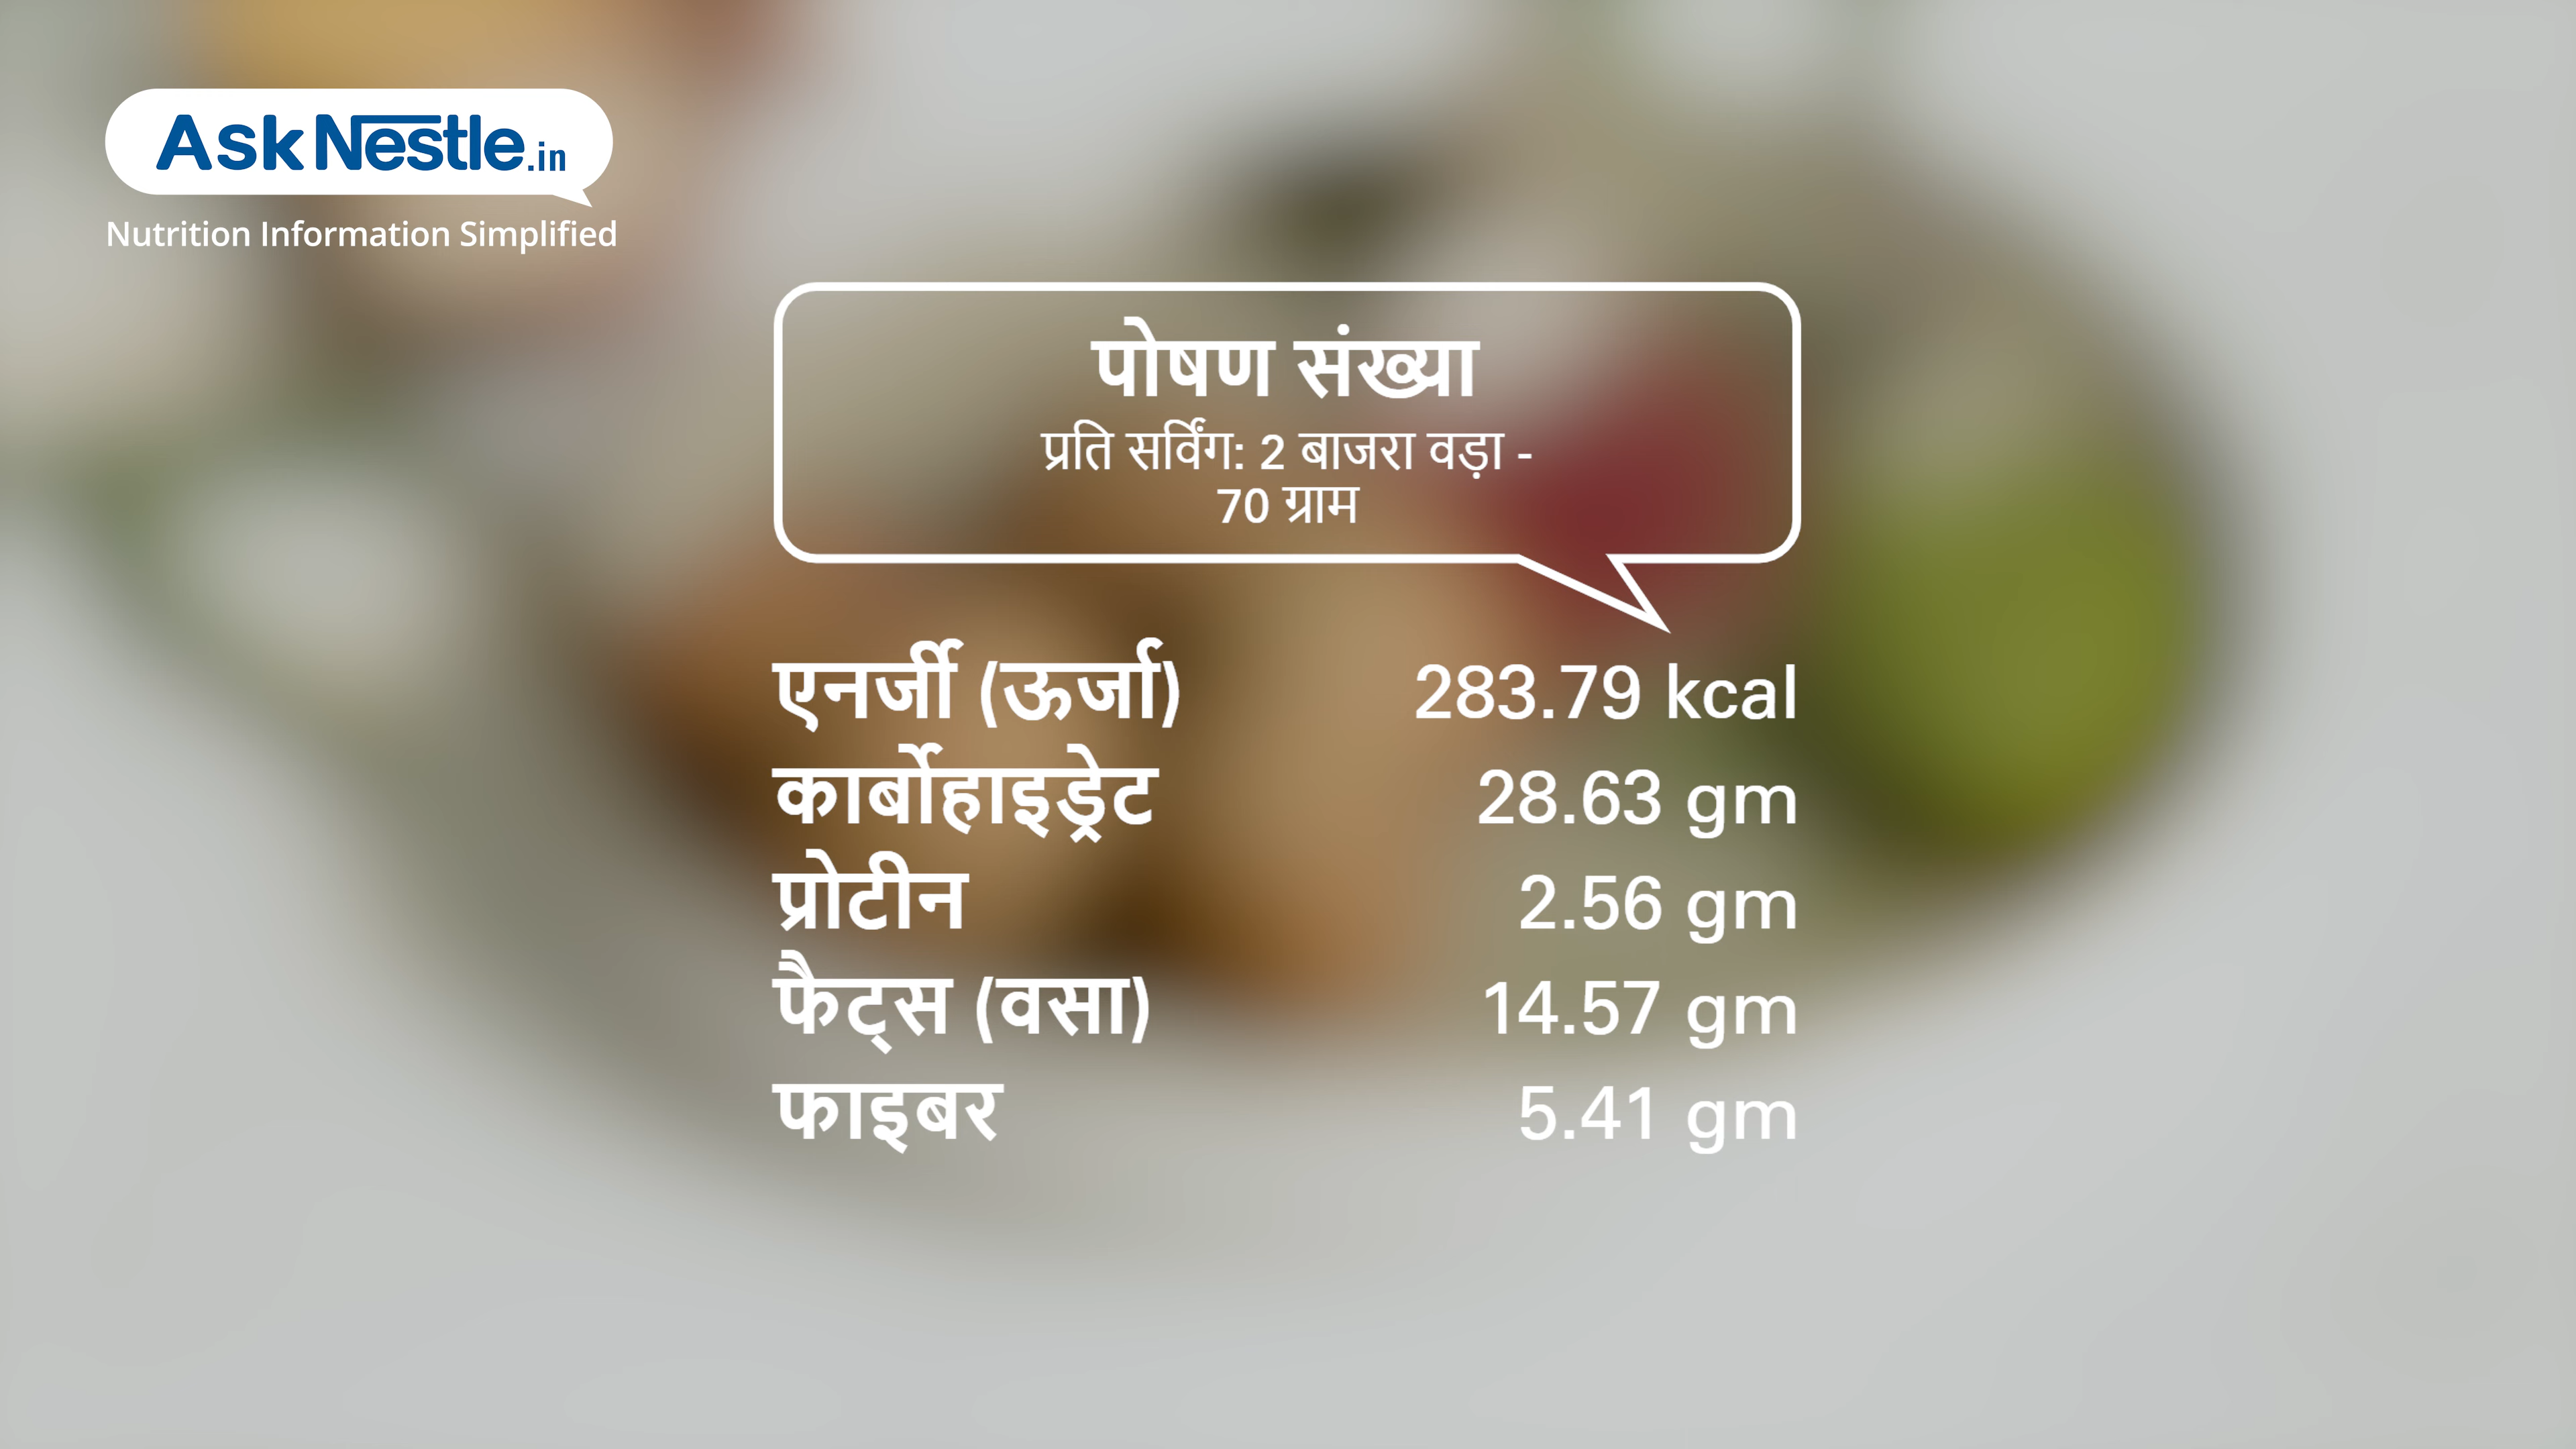 AskNestle.in
Nutrition Information Simplified
पोषण संख्या
प्रति सर्विंग: 2 बाजरा वड़ा -
70 ग्राम
एनर्जी (ऊर्जा) 283.79 kcal
कार्बोहाइड्रेट 28.63 gm
प्रोटीन 2.56 gm
फैट्स (वसा) 14.57 gm
फाइबर 5.41 gm